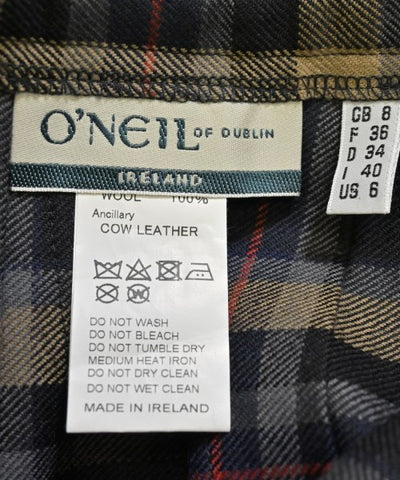 O'NEIL OF DUBLIN
IRELAND
GB 8
F 36
D 34
I 40
US 6
WOOL 100%
Ancillary
COW LEATHER
DO NOT WASH
DO NOT BLEACH
DO NOT TUMBLE DRY
MEDIUM HEAT IRON
DO NOT DRY CLEAN
DO NOT WET CLEAN
MADE IN IRELAND